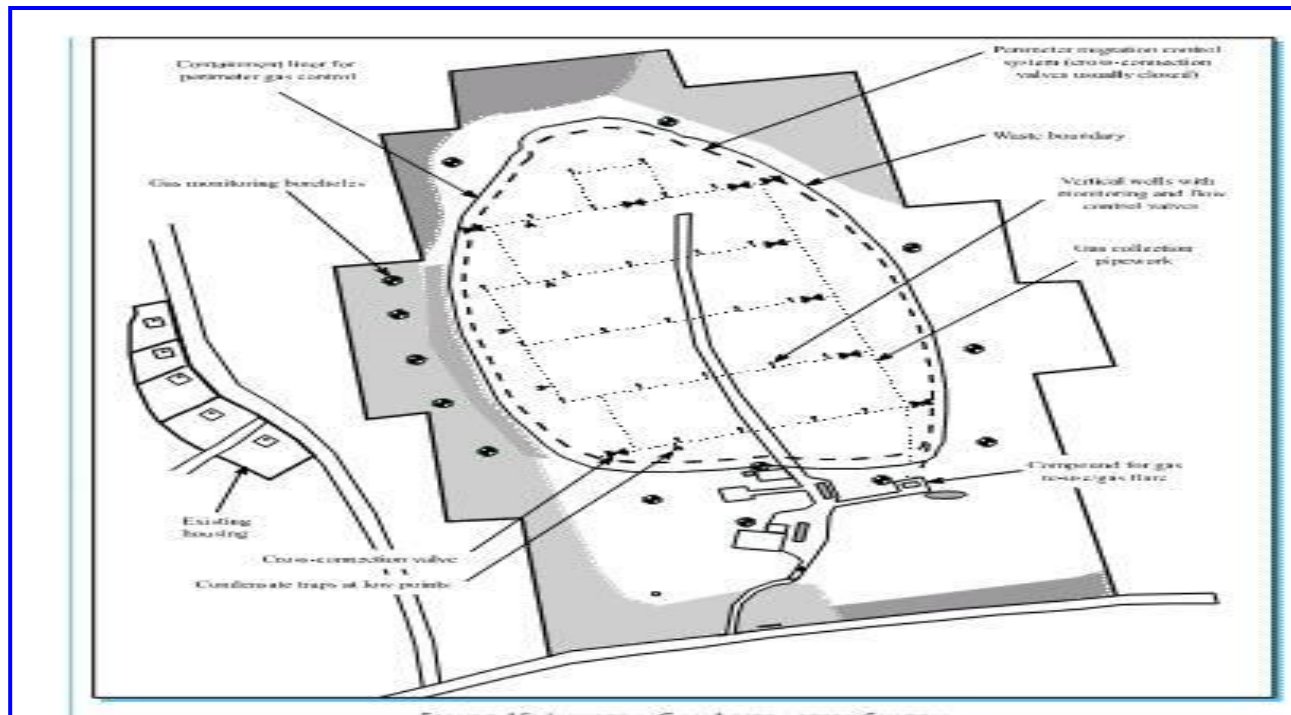 Containment liner for
perimeter gas control
Perimeter migration control
system (cross-connection
valves usually closed)
Waste boundary
Gas monitoring boreholes
Vertical wells with
monitoring and flow
control valves
Gas collection
pipework
Compound for gas
re-use/gas flare
Existing
housing
Cross-connection valve
Condensate traps at low points